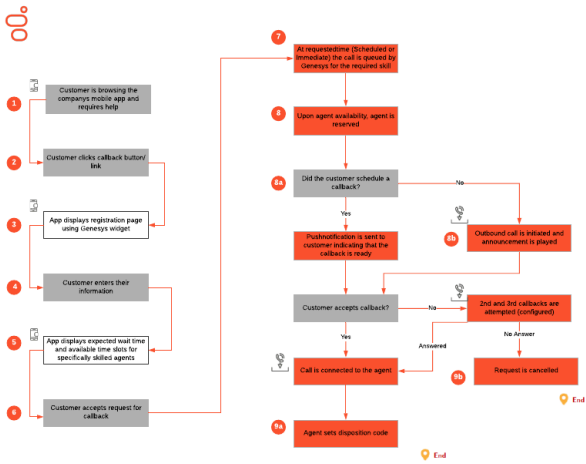 1
Customer is browsing the
companys mobile app and
requires help
2
Customer clicks callback button/
link
3
App displays registration page
using Genesys widget
4
Customer enters their
information
5
App displays expected wait time
and available time slots for
specifically skilled agents
6
Customer accepts request for
callback
7
At requestedtime (Scheduled or
Immediate) the call is queued by
Genesys for the required skill
8
Upon agent availability, agent is
reserved
8a
Did the customer schedule a
callback?
No
Yes
8b
Outbound call is initiated and
announcement is played
Pushnotification is sent to
customer indicating that the
callback is ready
Customer accepts callback?
No
2nd and 3rd callbacks are
attempted (configured)
Yes
Answered
No Answer
Call is connected to the agent
9b
Request is cancelled
End
9a
Agent sets disposition code
End